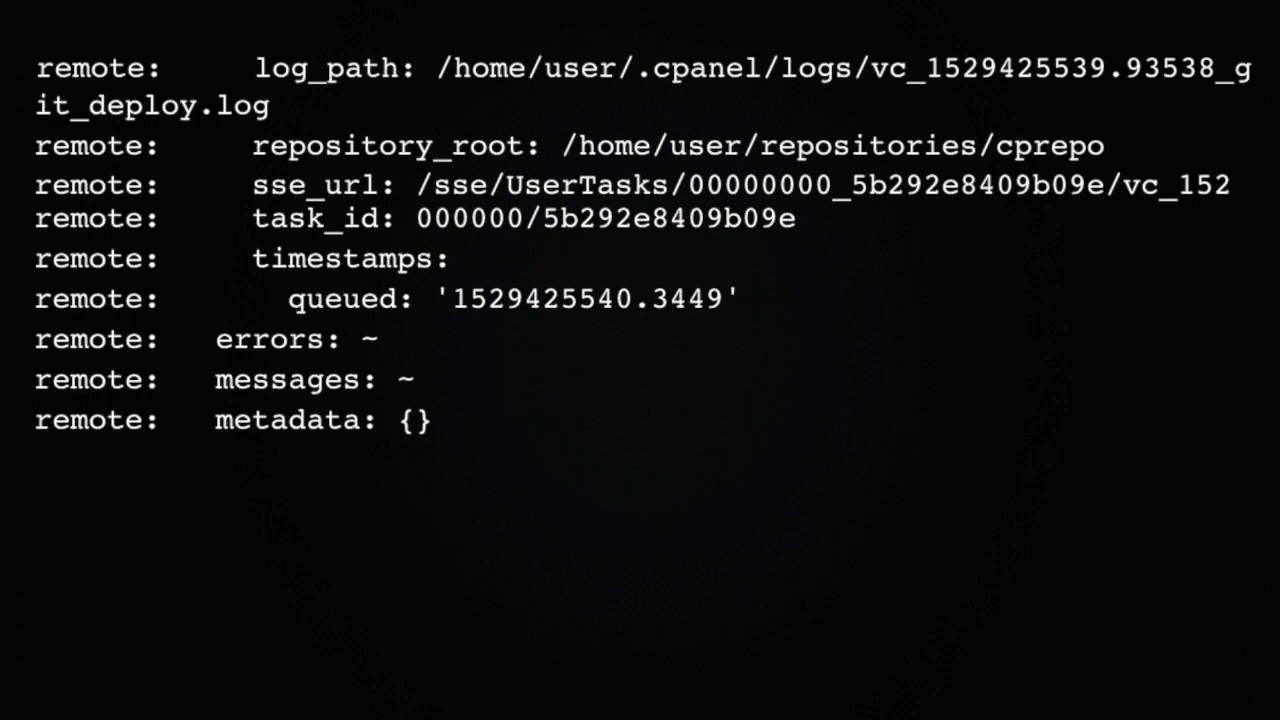 remote:     log_path: /home/user/.cpanel/logs/vc_1529425539.93538_g
it_deploy.log
remote:     repository_root: /home/user/repositories/cprepo
remote:     sse_url: /sse/UserTasks/00000000_5b292e8409b09e/vc_152
remote:     task_id: 000000/5b292e8409b09e
remote:     timestamps:
remote:       queued: '1529425540.3449'
remote:   errors: ~
remote:   messages: ~
remote:   metadata: {}